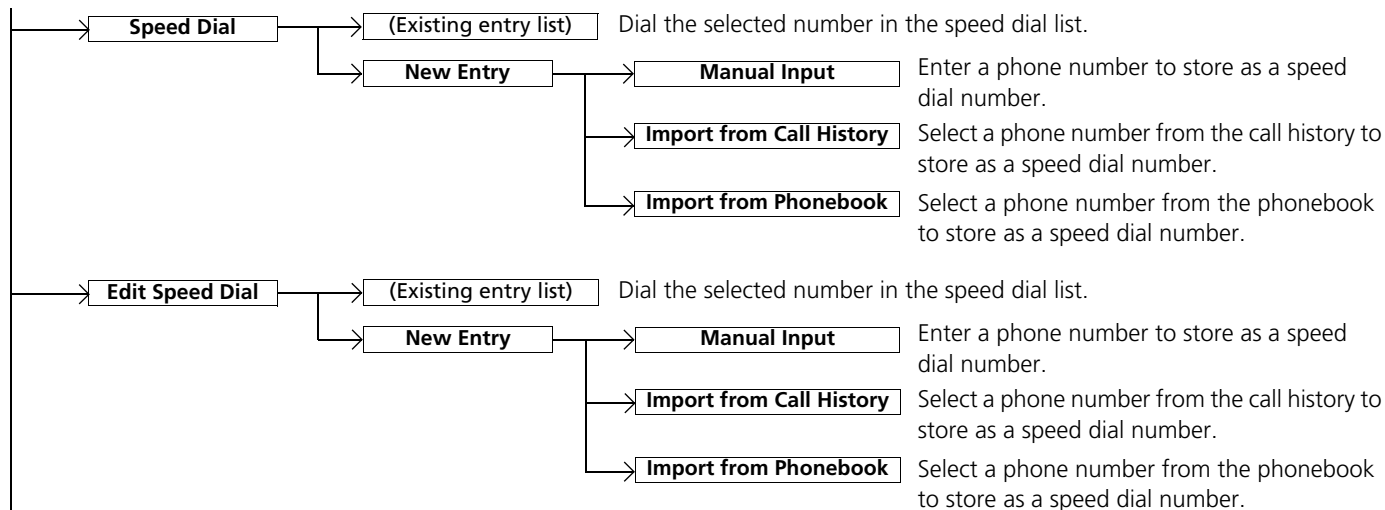 Speed Dial
(Existing entry list)
Dial the selected number in the speed dial list.
New Entry
Manual Input
Enter a phone number to store as a speed
dial number.
Import from Call History
Select a phone number from the call history to
store as a speed dial number.
Import from Phonebook
Select a phone number from the phonebook
to store as a speed dial number.
Edit Speed Dial
(Existing entry list)
Dial the selected number in the speed dial list.
New Entry
Manual Input
Enter a phone number to store as a speed
dial number.
Import from Call History
Select a phone number from the call history to
store as a speed dial number.
Import from Phonebook
Select a phone number from the phonebook
to store as a speed dial number.